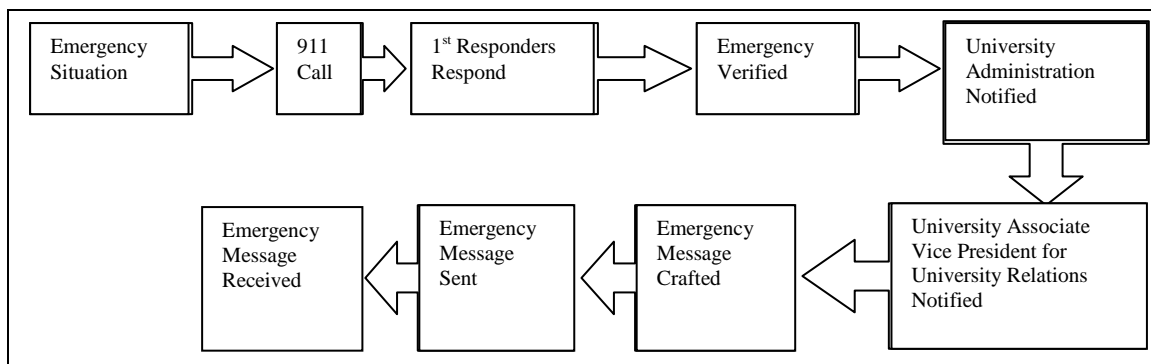 Emergency
Situation
911
Call
1st Responders
Respond
Emergency
Verified
University
Administration
Notified
University Associate
Vice President for
University Relations
Notified
Emergency
Message
Crafted
Emergency
Message
Sent
Emergency
Message
Received